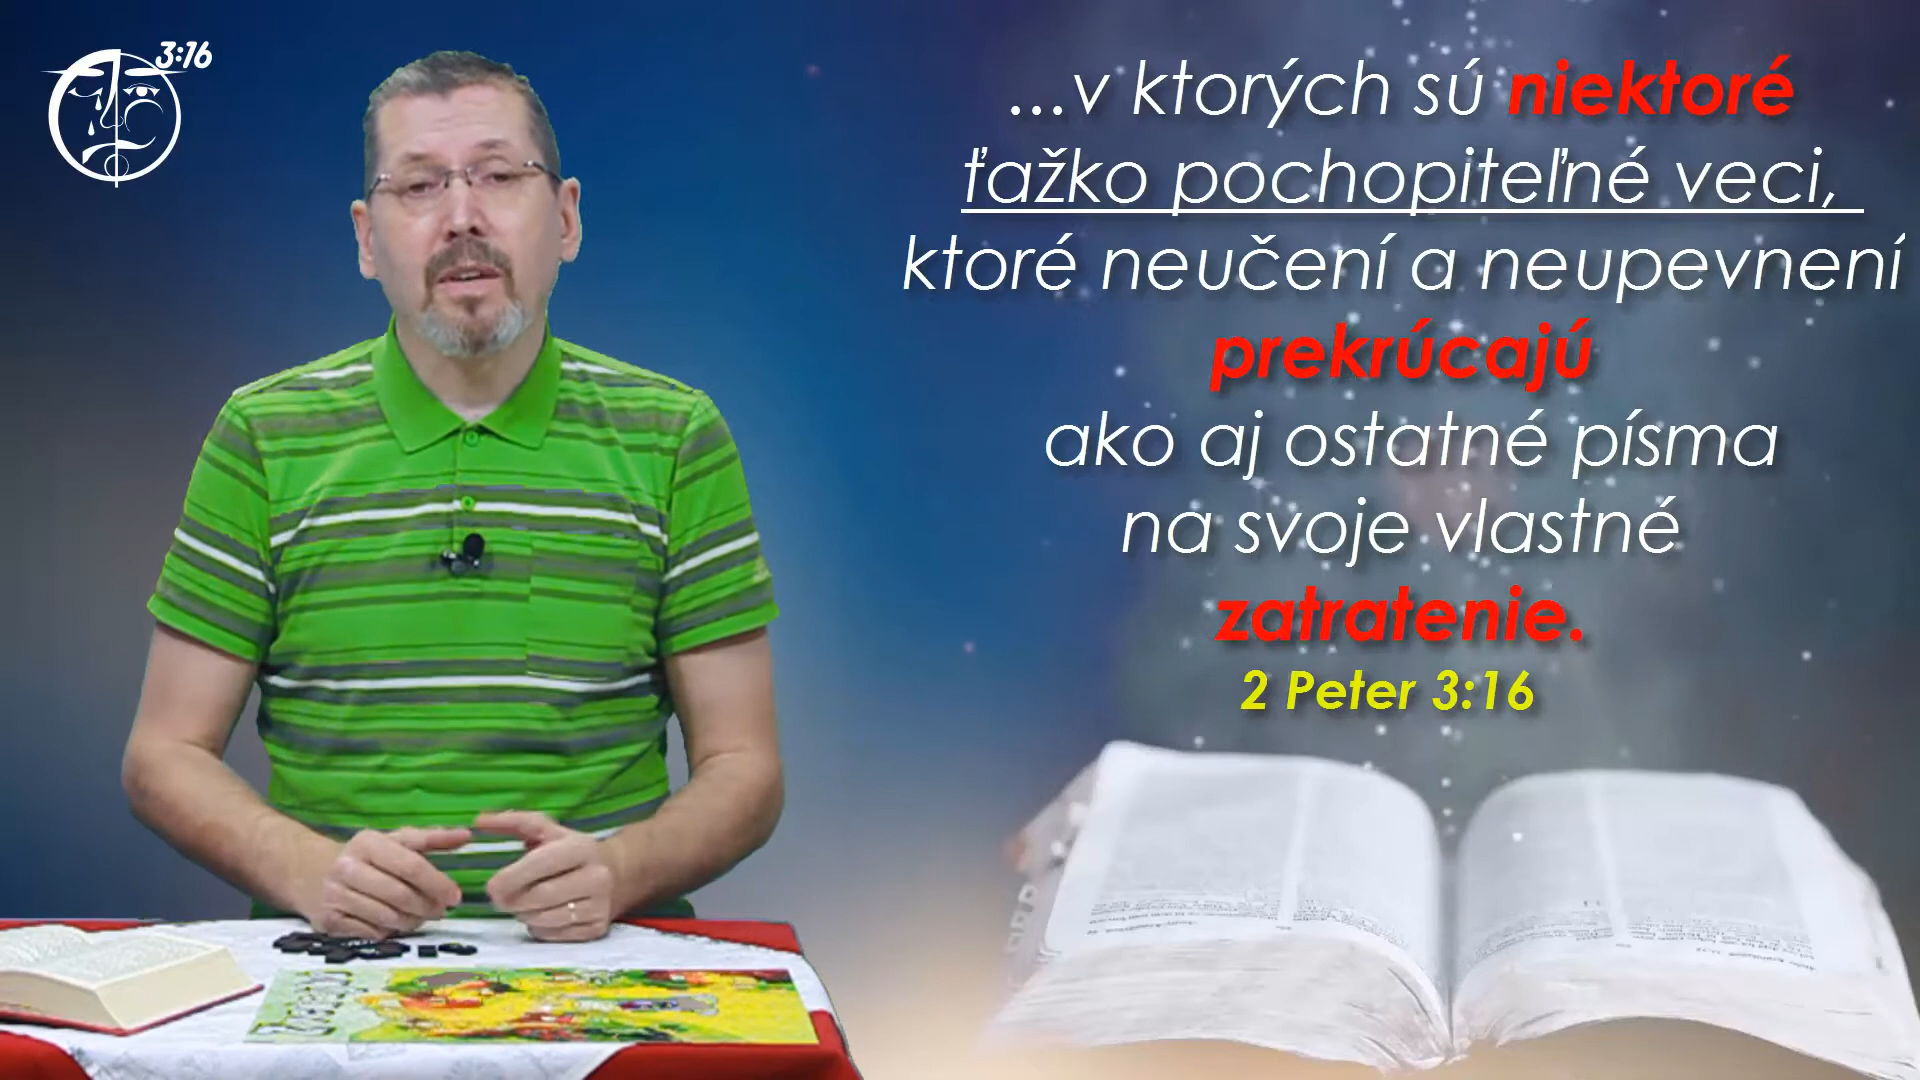 3:16
...v ktorých sú niektoré
ťažko pochopiteľné veci,
ktoré neučení a neupevnení
prekrúcajú
ako aj ostatné písma
na svoje vlastné
zatratenie.
2 Peter 3:16